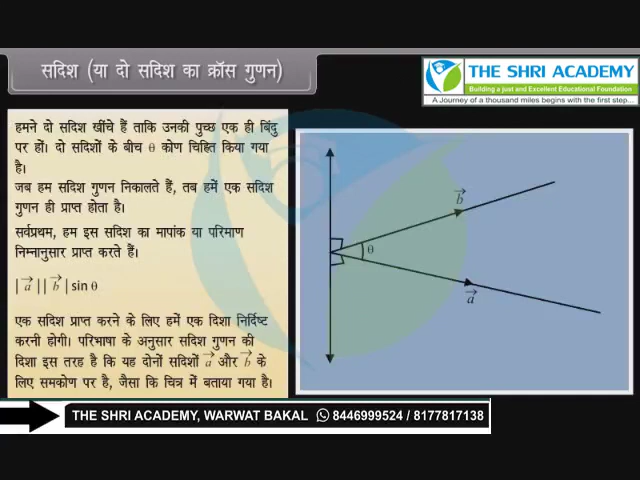 सदिश (या दो सदिश का क्रॉस गुणन)
THE SHRI ACADEMY
Building a just and Excellent Educational Foundation
A Journey of a thousand miles begins with the first step...
हमने दो सदिश खींचे हैं ताकि उनकी पुच्छ एक ही बिंदु
पर हों। दो सदिशों के बीच θ कोण चिह्नित किया गया
है।
जब हम सदिश गुणन निकालते हैं, तब हमें एक सदिश
गुणन ही प्राप्त होता है।
सर्वप्रथम, हम इस सदिश का मापांक या परिमाण
निम्नानुसार प्राप्त करते हैं।
|a⃗||b⃗|sin θ
एक सदिश प्राप्त करने के लिए हमें एक दिशा निर्दिष्ट
करनी होगी। परिभाषा के अनुसार सदिश गुणन की
दिशा इस तरह है कि यह दोनों सदिशों a⃗ और b⃗ के
लिए समकोण पर है, जैसा कि चित्र में बताया गया है।
b⃗
θ
a⃗
THE SHRI ACADEMY, WARWAT BAKAL 8446999524 / 8177817138